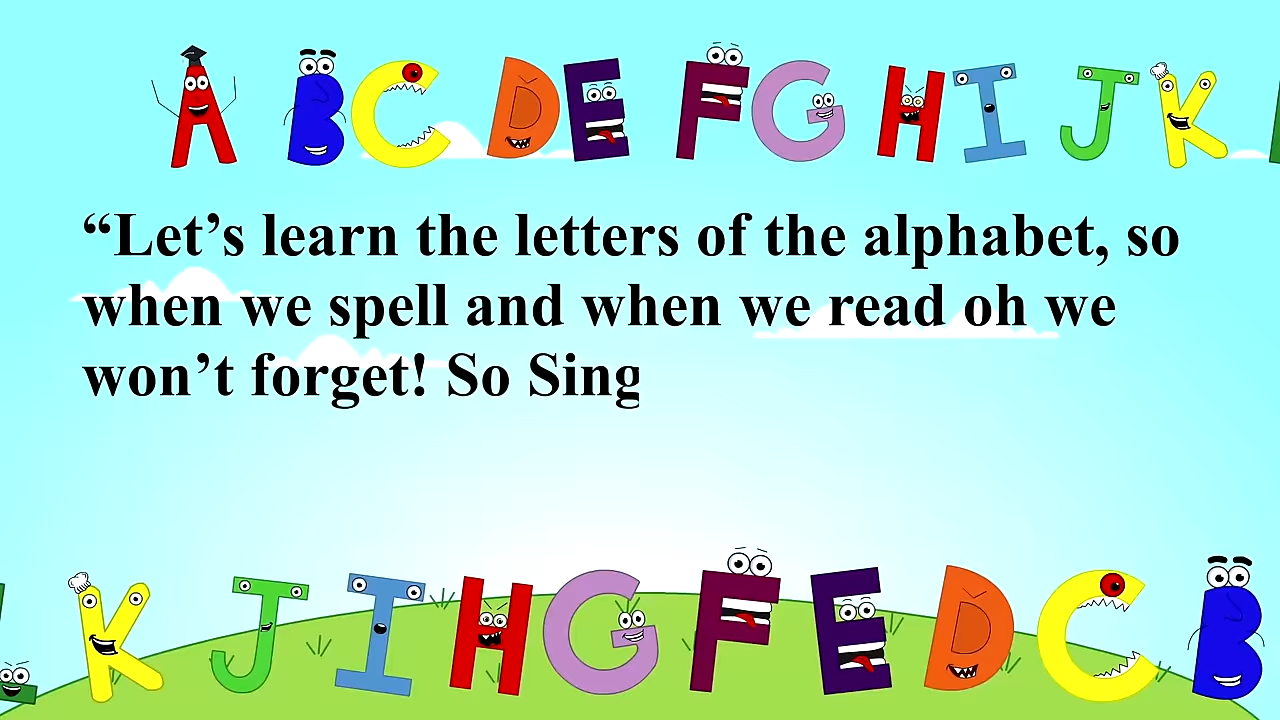 A B C D E F G H I J K
“Let’s learn the letters of the alphabet, so
when we spell and when we read oh we
won’t forget! So Sing
K J I H G F E D C B